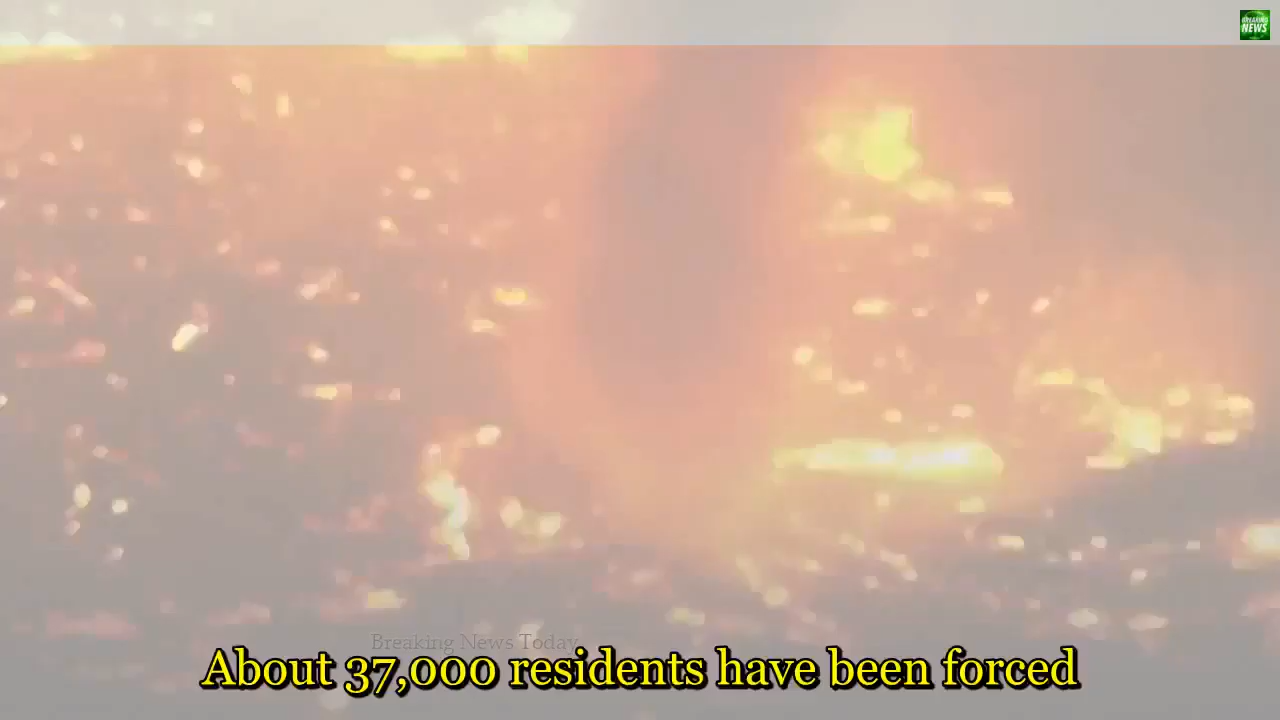 BREAKING
NEWS
Breaking News Today
About 37,000 residents have been forced